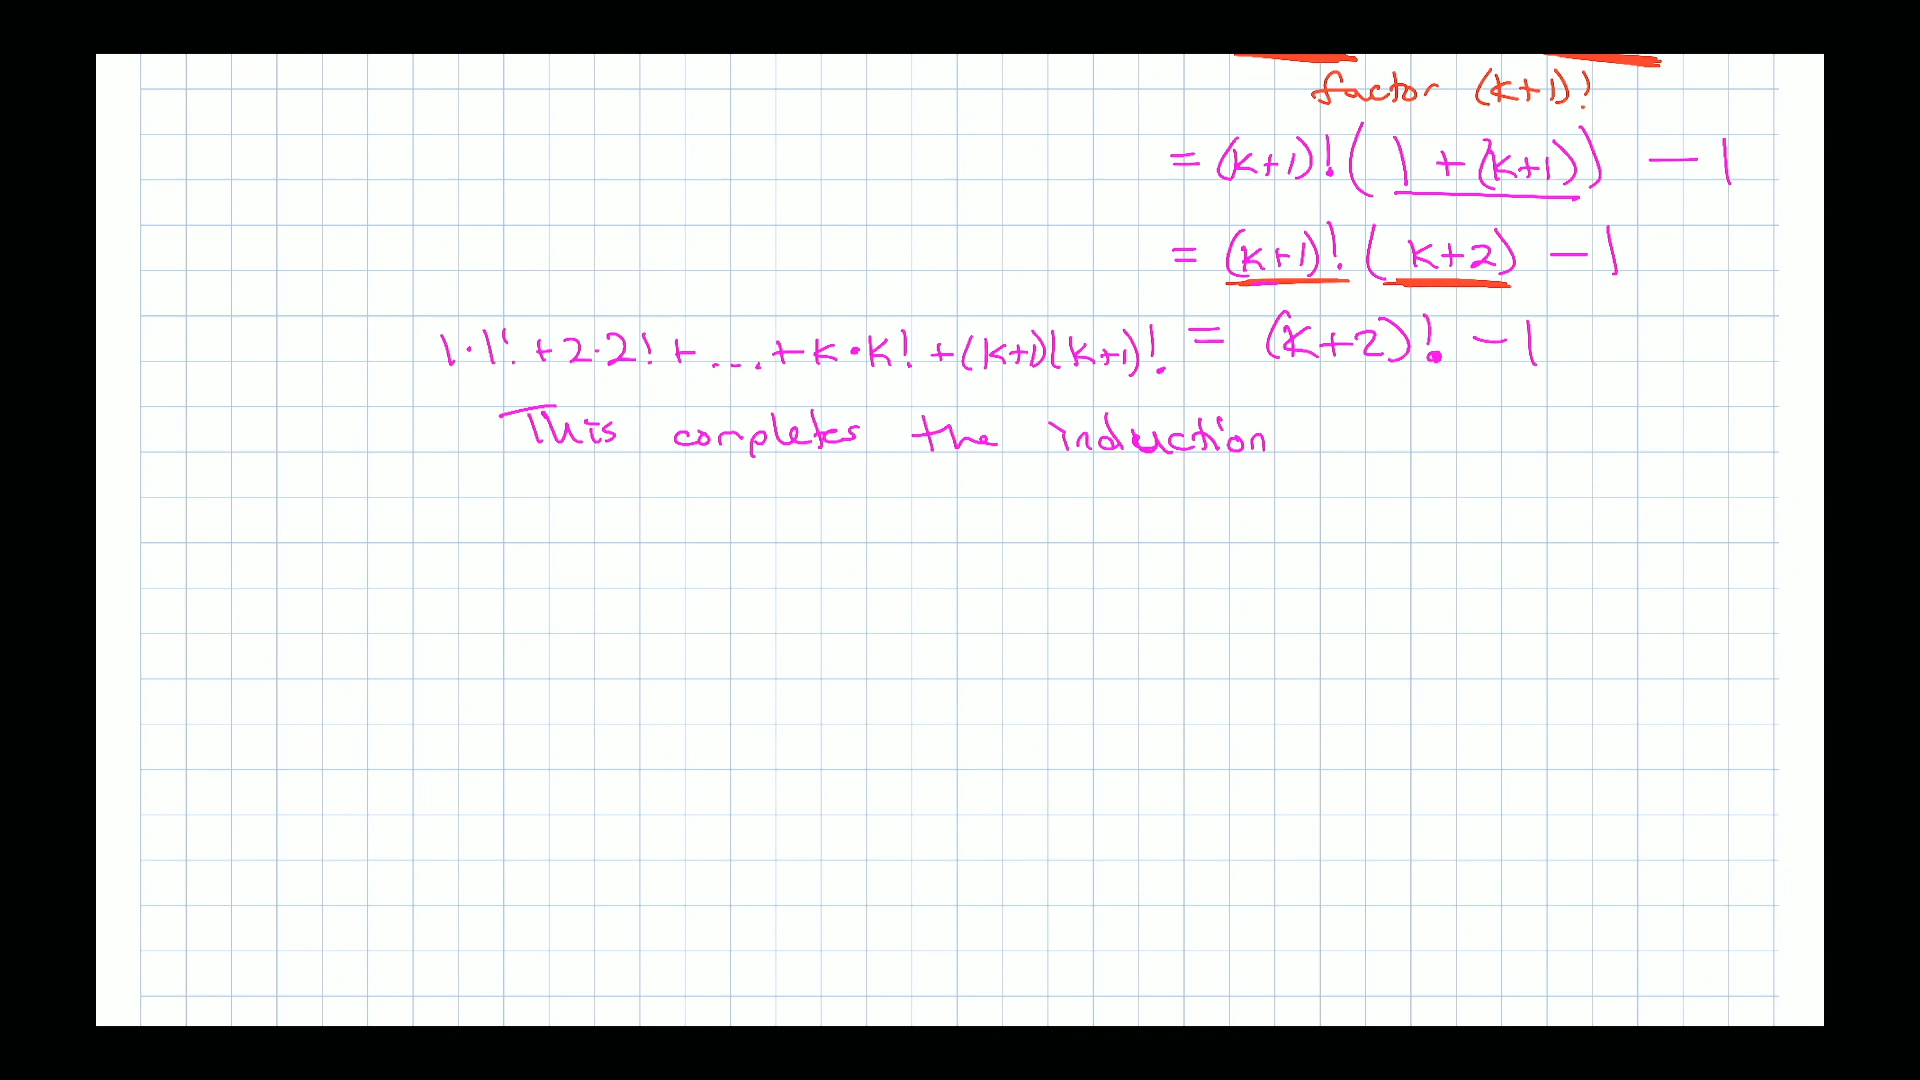 factor (k+1)!
= (k+1)! ( 1 + (k+1) ) - 1
= (k+1)! ( k+2 ) - 1
1·1! + 2·2! + ... + k·k! + (k+1)(k+1)! = (k+2)! - 1
This completes the induction